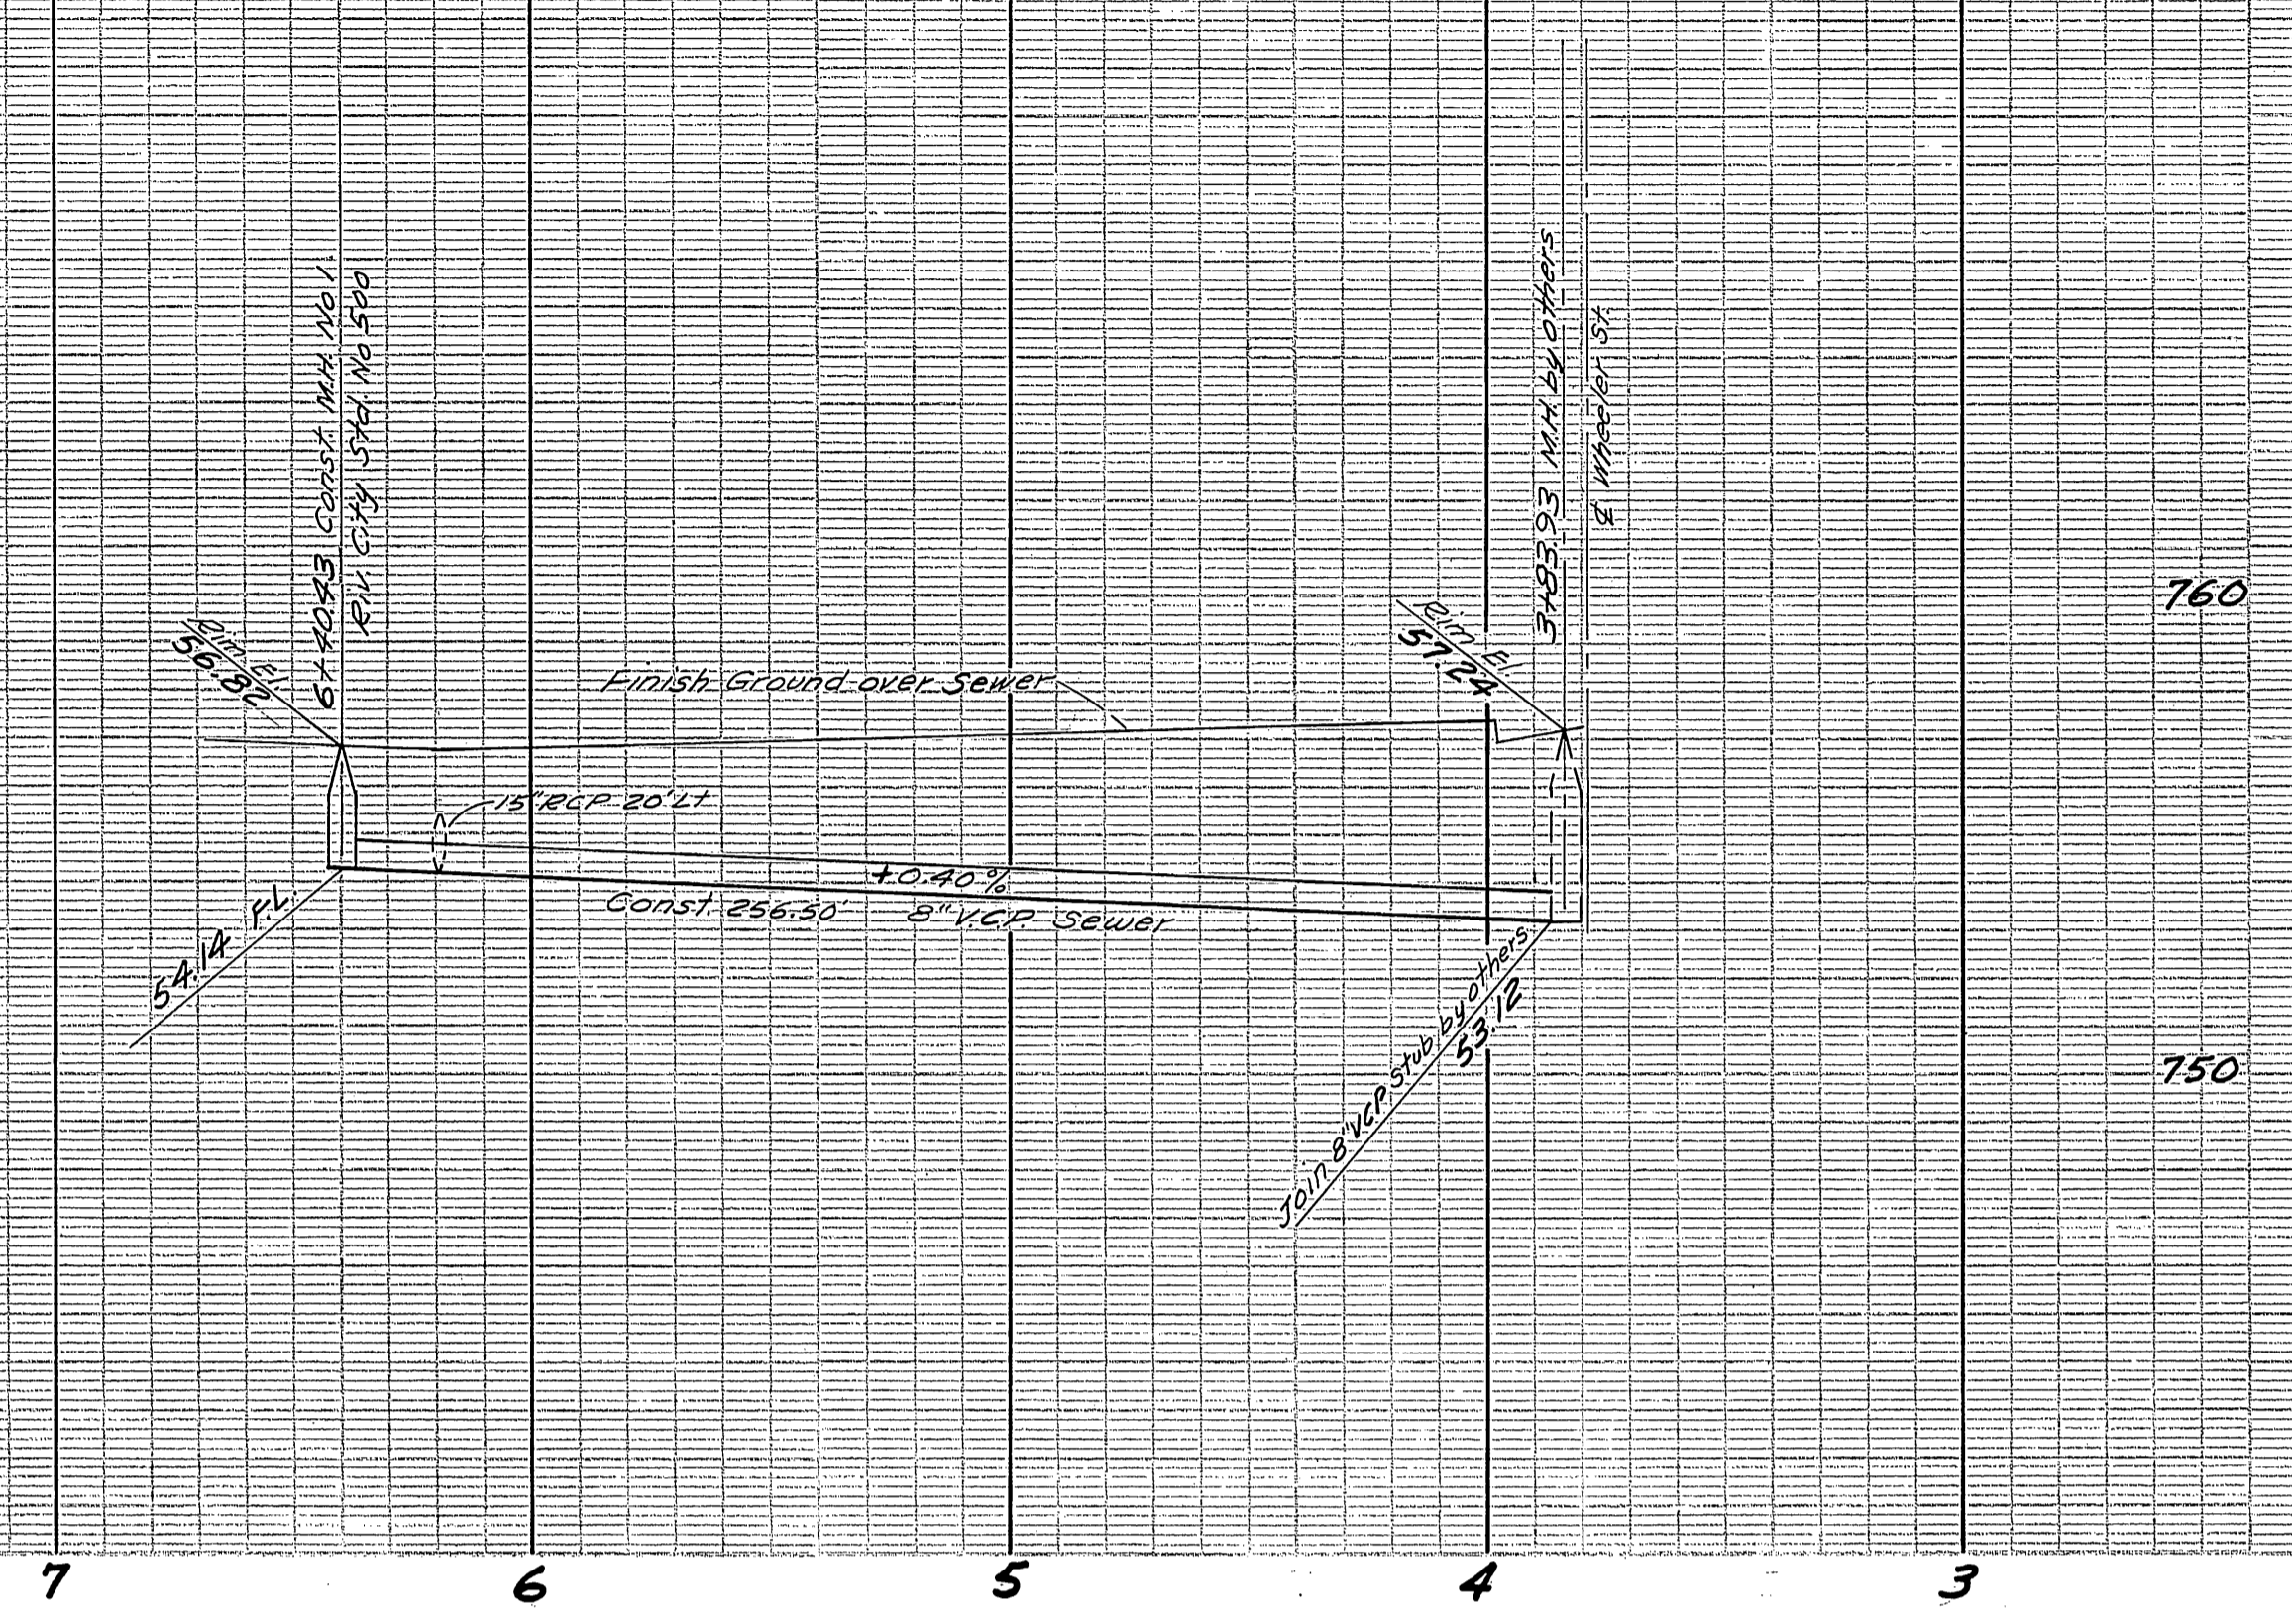 6+40.43 Const. M.H. No 1
Riv. City Std. No 500
Rim El
56.82
Finish Ground over Sewer
15" RCP 20' Lt
+0.40%
Const. 256.50' 8" V.C.P. Sewer
54.14 F.L.
3+83.93 M.H. by others
℄ Wheeler St.
Rim El
57.24
Join 8" VCP Stub by others
53.12
760
750
7 6 5 4 3